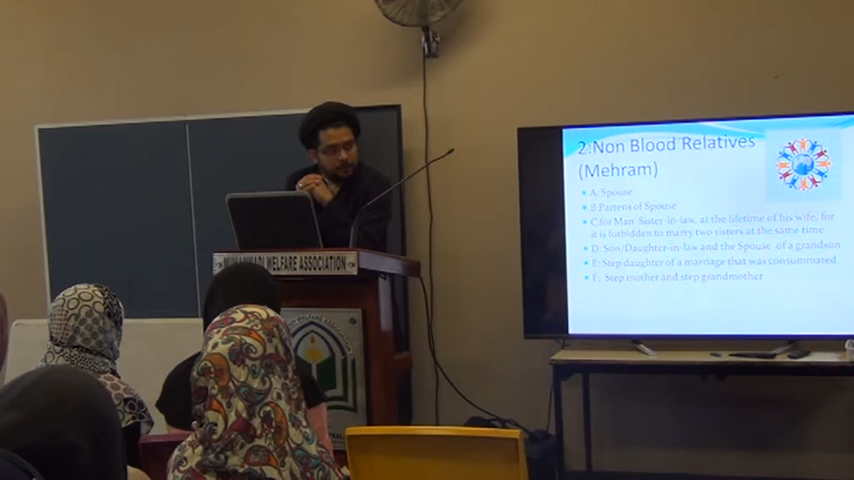 2:Non Blood Relatives
(Mehram)
A: Spouse
B:Partens of Spouse
C:for Man: Sister-in-law, at the lifetime of his wife, for
it is forbidden to marry two sisters at the same time
D: Son/Daughter-in-law and the Spouse of a grandson
E: Step daughter of a marriage that was consummated
F: Step mother and step grandmother
MUHAMMADI WELFARE ASSOCIATION